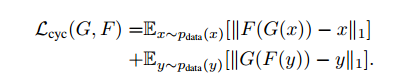 ℒcyc(G, F) =𝔼x∼pdata(x)[‖F(G(x)) − x‖1]
+𝔼y∼pdata(y)[‖G(F(y)) − y‖1].